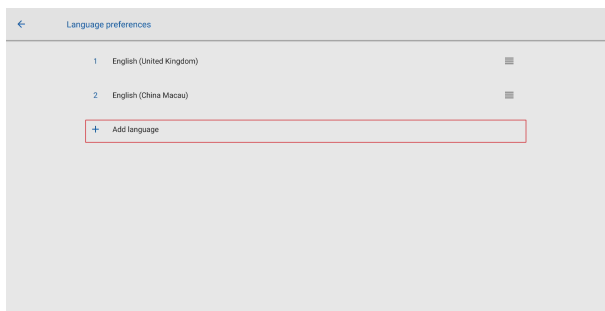 Language preferences
1 English (United Kingdom)
2 English (China Macau)
+ Add language